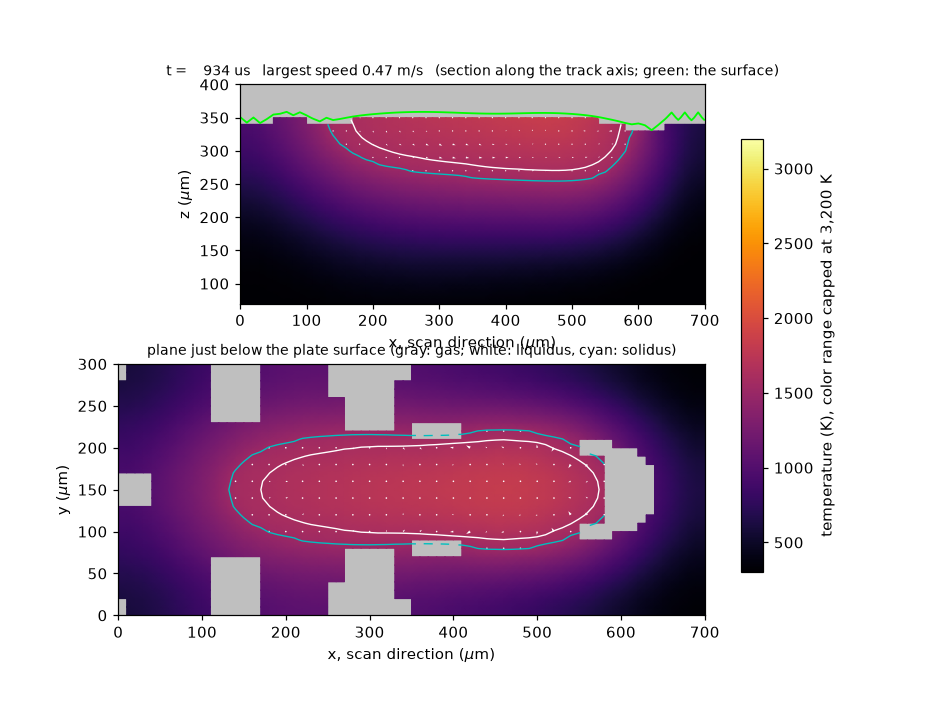 t =    934 us   largest speed 0.47 m/s   (section along the track axis; green: the surface)
400
350
300
250
200
150
100
z (μm)
0 100 200 300 400 500 600 700
x, scan direction (μm)
plane just below the plate surface (gray: gas; white: liquidus, cyan: solidus)
300
250
200
150
100
50
0
y (μm)
0 100 200 300 400 500 600 700
x, scan direction (μm)
3000
2500
2000
1500
1000
500
temperature (K), color range capped at 3,200 K